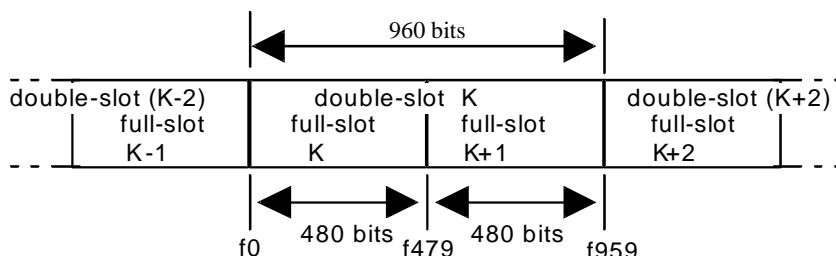 960 bits
double-slot (K-2) double-slot K double-slot (K+2)
full-slot full-slot full-slot full-slot
K-1 K K+1 K+2
480 bits 480 bits
f0 f479 f959